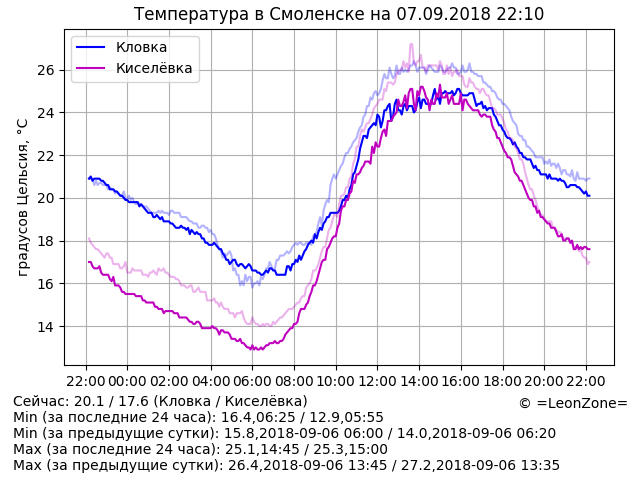 Температура в Смоленске на 07.09.2018 22:10
Кловка
Киселёвка
градусов Цельсия, °C
26
24
22
20
18
16
14
22:00 00:00 02:00 04:00 06:00 08:00 10:00 12:00 14:00 16:00 18:00 20:00 22:00
Сейчас: 20.1 / 17.6 (Кловка / Киселёвка)
© =LeonZone=
Min (за последние 24 часа): 16.4,06:25 / 12.9,05:55
Min (за предыдущие сутки): 15.8,2018-09-06 06:00 / 14.0,2018-09-06 06:20
Max (за последние 24 часа): 25.1,14:45 / 25.3,15:00
Max (за предыдущие сутки): 26.4,2018-09-06 13:45 / 27.2,2018-09-06 13:35